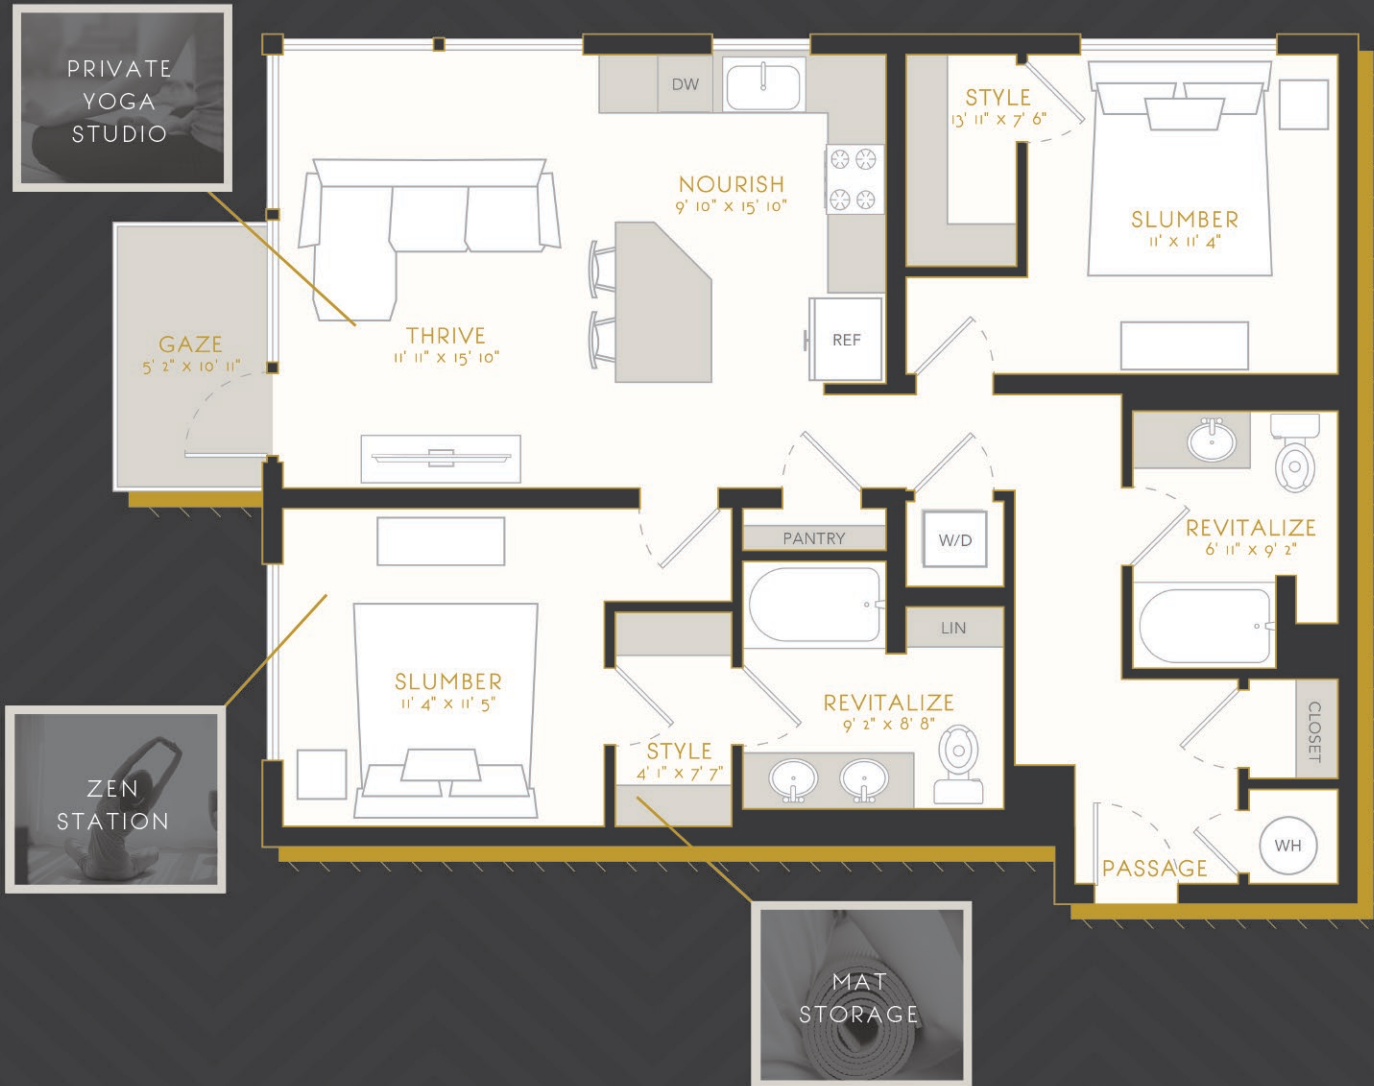 PRIVATE
YOGA
STUDIO
DW
STYLE
13' 11" X 7' 6"
NOURISH
9' 10" X 15' 10"
SLUMBER
11' X 11' 4"
GAZE
5' 2" X 10' 11"
THRIVE
11' 11" X 15' 10"
REF
REVITALIZE
6' 11" X 9' 2"
PANTRY
W/D
LIN
SLUMBER
11' 4" X 11' 5"
REVITALIZE
9' 2" X 8' 8"
STYLE
4' 1" X 7' 7"
CLOSET
ZEN
STATION
WH
PASSAGE
MAT
STORAGE